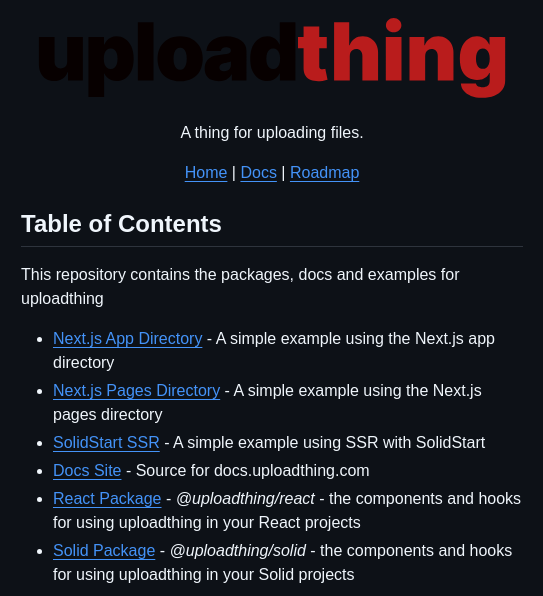 uploadthing
A thing for uploading files.
Home | Docs | Roadmap
Table of Contents
This repository contains the packages, docs and examples for
uploadthing
• Next.js App Directory - A simple example using the Next.js app
directory
• Next.js Pages Directory - A simple example using the Next.js
pages directory
• SolidStart SSR - A simple example using SSR with SolidStart
• Docs Site - Source for docs.uploadthing.com
• React Package - @uploadthing/react - the components and hooks
for using uploadthing in your React projects
• Solid Package - @uploadthing/solid - the components and hooks
for using uploadthing in your Solid projects